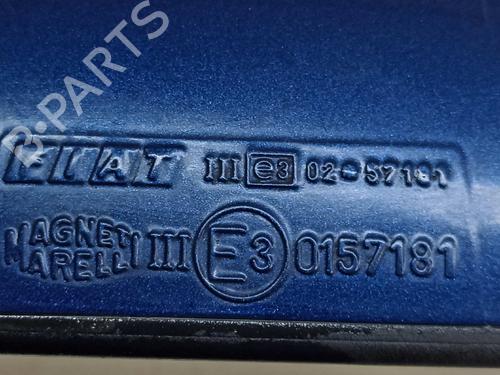 B-PARTS
FIAT III e3 02*57181
MAGNETI MARELLI III E3 0157181